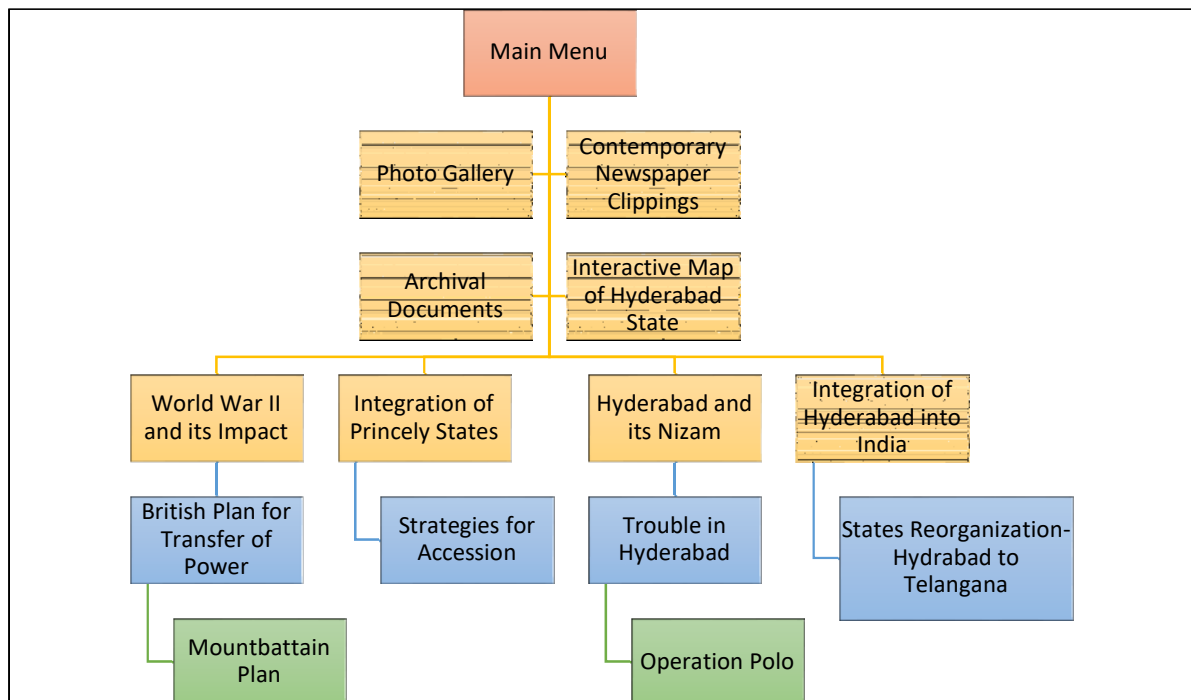 Main Menu
Photo Gallery
Contemporary
Newspaper
Clippings
Archival
Documents
Interactive Map
of Hyderabad
State
World War II
and its Impact
Integration of
Princely States
Hyderabad and
its Nizam
Integration of
Hyderabad into
India
British Plan for
Transfer of
Power
Strategies for
Accession
Trouble in
Hyderabad
States Reorganization-
Hydrabad to
Telangana
Mountbattain
Plan
Operation Polo